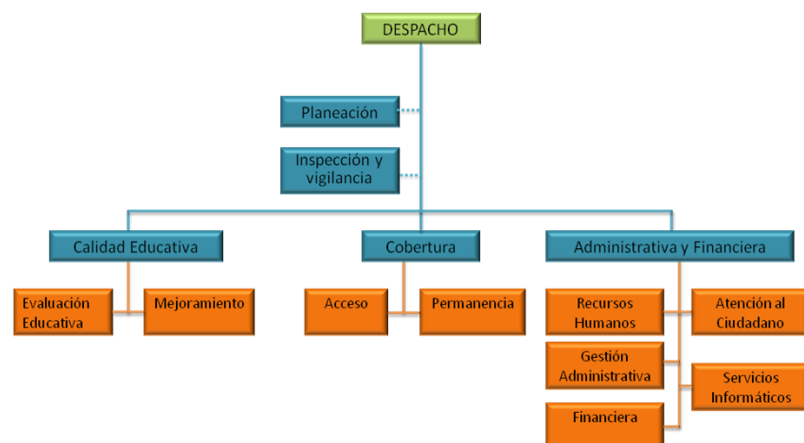 DESPACHO
Planeación
Inspección y
vigilancia
Calidad Educativa
Cobertura
Administrativa y Financiera
Evaluación
Educativa
Mejoramiento
Acceso
Permanencia
Recursos
Humanos
Atención al
Ciudadano
Gestión
Administrativa
Servicios
Informáticos
Financiera